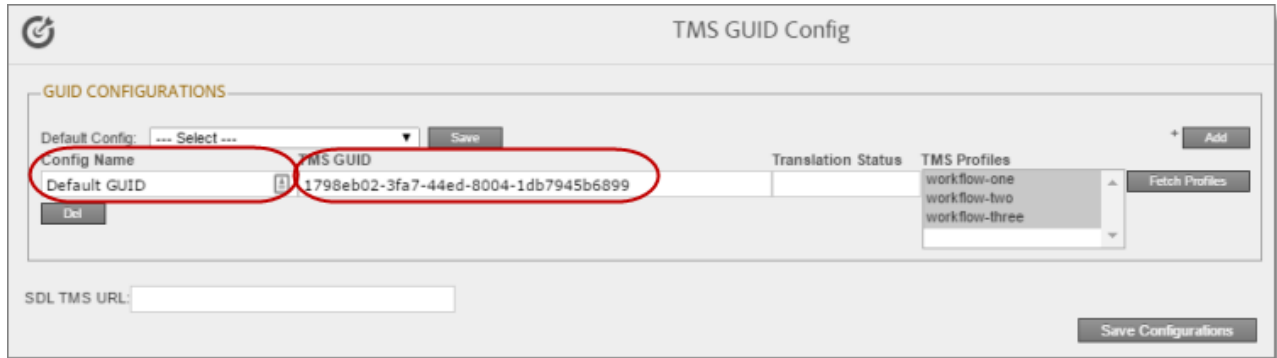 TMS GUID Config
GUID CONFIGURATIONS
Default Config: --- Select --- Save + Add
Config Name TMS GUID Translation Status TMS Profiles
Default GUID 1798eb02-3fa7-44ed-8004-1db7945b6899 workflow-one Fetch Profiles
workflow-two
workflow-three
Del
SDL TMS URL:
Save Configurations